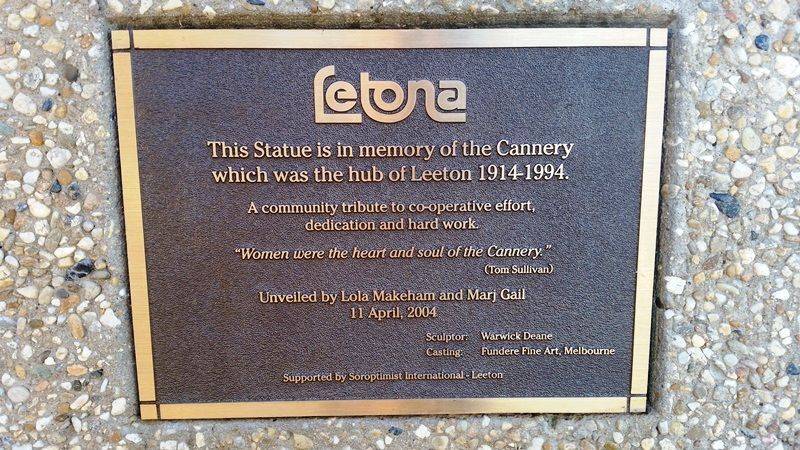 Letona
This Statue is in memory of the Cannery
which was the hub of Leeton 1914-1994.
A community tribute to co-operative effort,
dedication and hard work.
"Women were the heart and soul of the Cannery."
(Tom Sullivan)
Unveiled by Lola Makeham and Marj Gail
11 April, 2004
Sculptor: Warwick Deane
Casting: Fundere Fine Art, Melbourne
Supported by Soroptimist International - Leeton